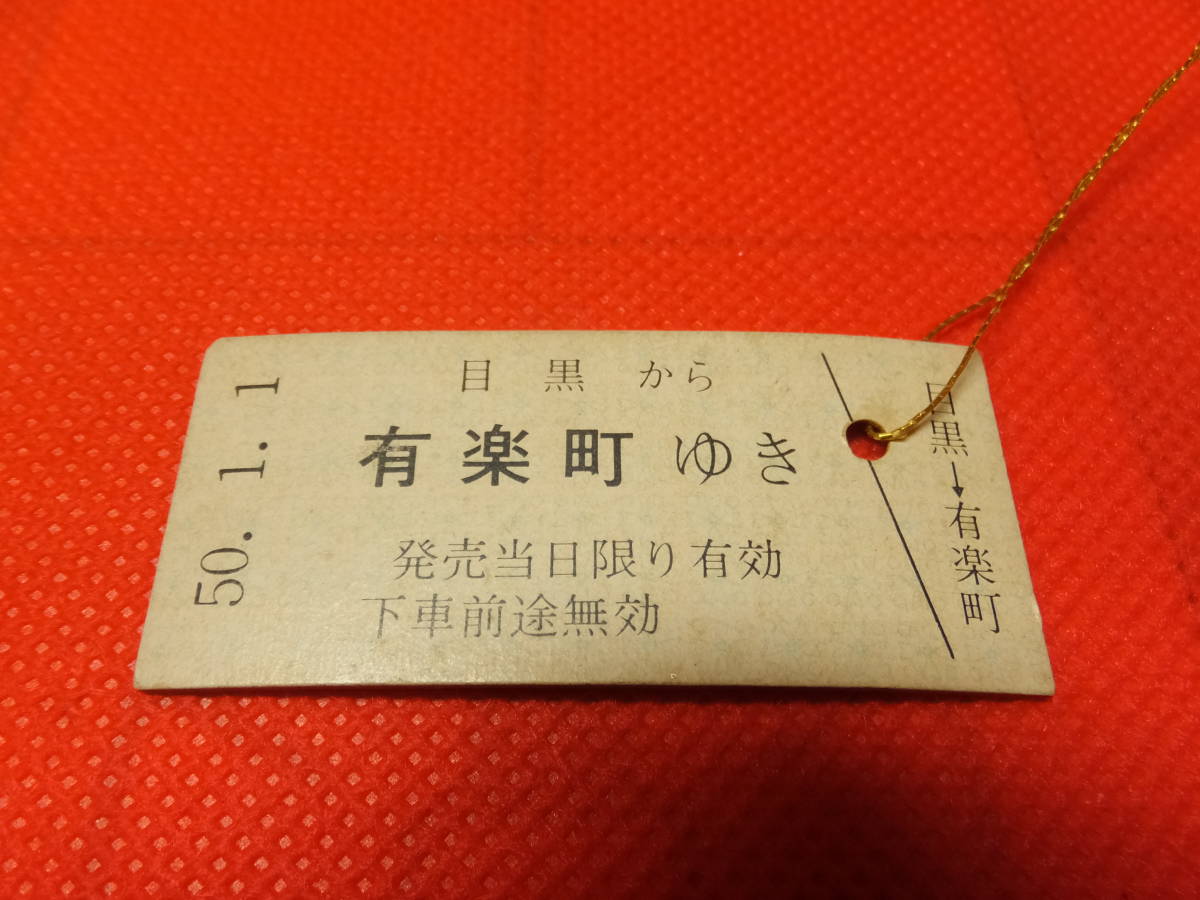 50. 1. 1
目黒から
有楽町ゆき
発売当日限り有効
下車前途無効
目黒→有楽町